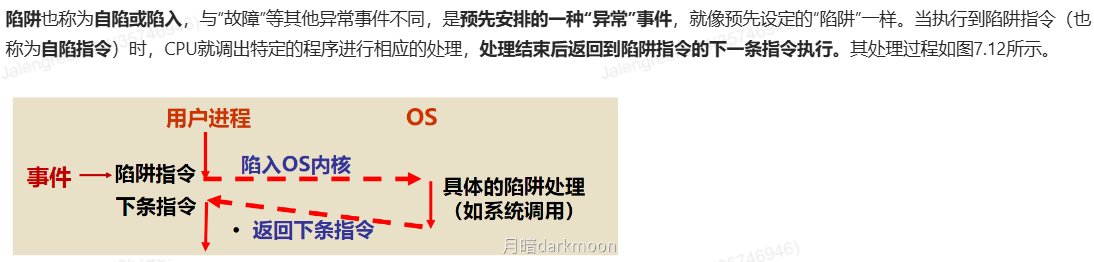 陷阱也称为自陷或陷入，与“故障”等其他异常事件不同，是预先安排的一种“异常”事件，就像预先设定的“陷阱”一样。当执行到陷阱指令（也
称为自陷指令）时，CPU就调出特定的程序进行相应的处理，处理结束后返回到陷阱指令的下一条指令执行。其处理过程如图7.12所示。
用户进程
OS
陷入OS内核
事件
陷阱指令
下条指令
具体的陷阱处理
（如系统调用）
• 返回下条指令
月暗darkmoon